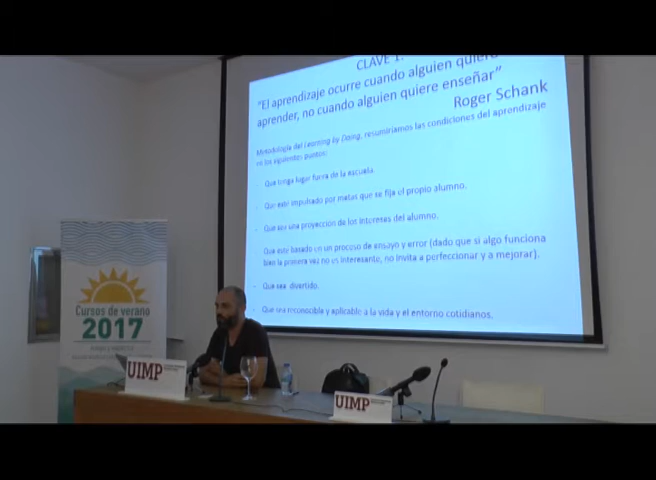 CLAVE 1:
"El aprendizaje ocurre cuando alguien quiere
aprender, no cuando alguien quiere enseñar"
Roger Schank
Metodología del Learning by Doing, resumiríamos las condiciones del aprendizaje
en los siguientes puntos:
- Que tenga lugar fuera de la escuela.
- Que esté impulsado por metas que se fija el propio alumno.
- Que sea una proyección de los intereses del alumno.
- Que esté basado en un proceso de ensayo y error (dado que si algo funciona
bien la primera vez no es interesante, no invita a perfeccionar y a mejorar).
- Que sea divertido.
- Que sea reconocible y aplicable a la vida y el entorno cotidianos.
Cursos de verano
2017
UIMP
UIMP